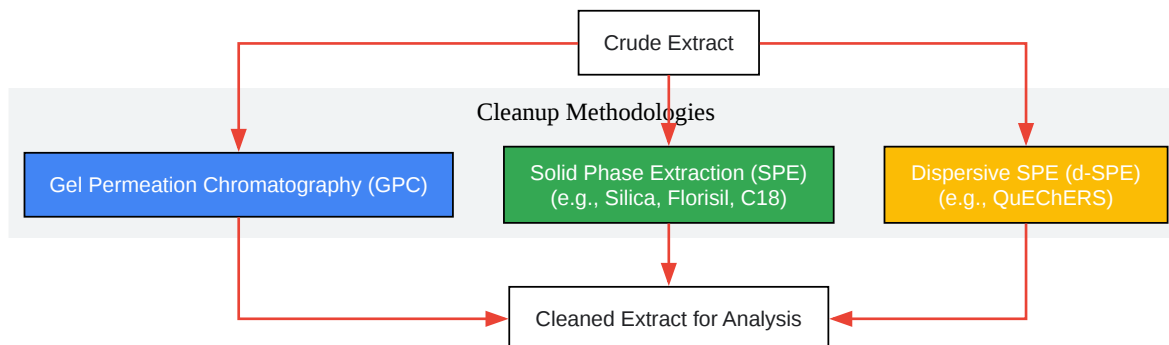 Crude Extract
Cleanup Methodologies
Gel Permeation Chromatography (GPC)
Solid Phase Extraction (SPE)
(e.g., Silica, Florisil, C18)
Dispersive SPE (d-SPE)
(e.g., QuEChERS)
Cleaned Extract for Analysis